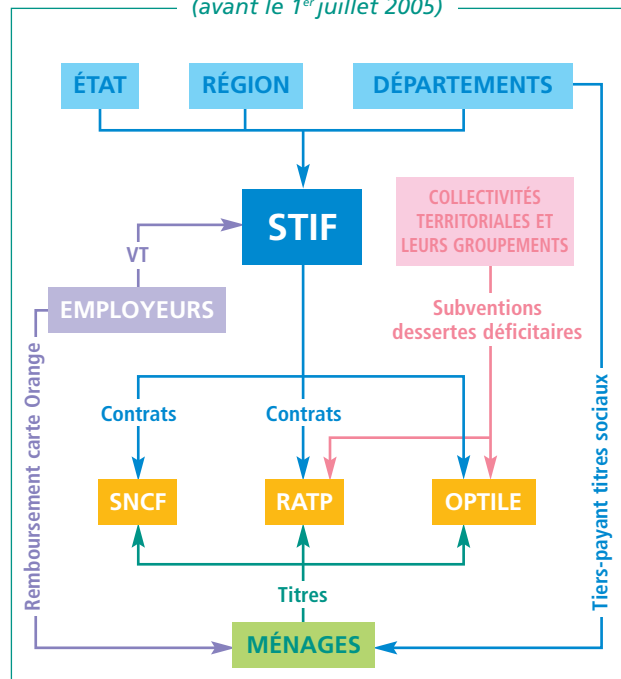 (avant le 1er juillet 2005)
ÉTAT
RÉGION
DÉPARTEMENTS
STIF
COLLECTIVITÉS
TERRITORIALES ET
LEURS GROUPEMENTS
VT
EMPLOYEURS
Subventions
dessertes déficitaires
Remboursement carte Orange
Tiers-payant titres sociaux
Contrats
Contrats
SNCF
RATP
OPTILE
Titres
MÉNAGES